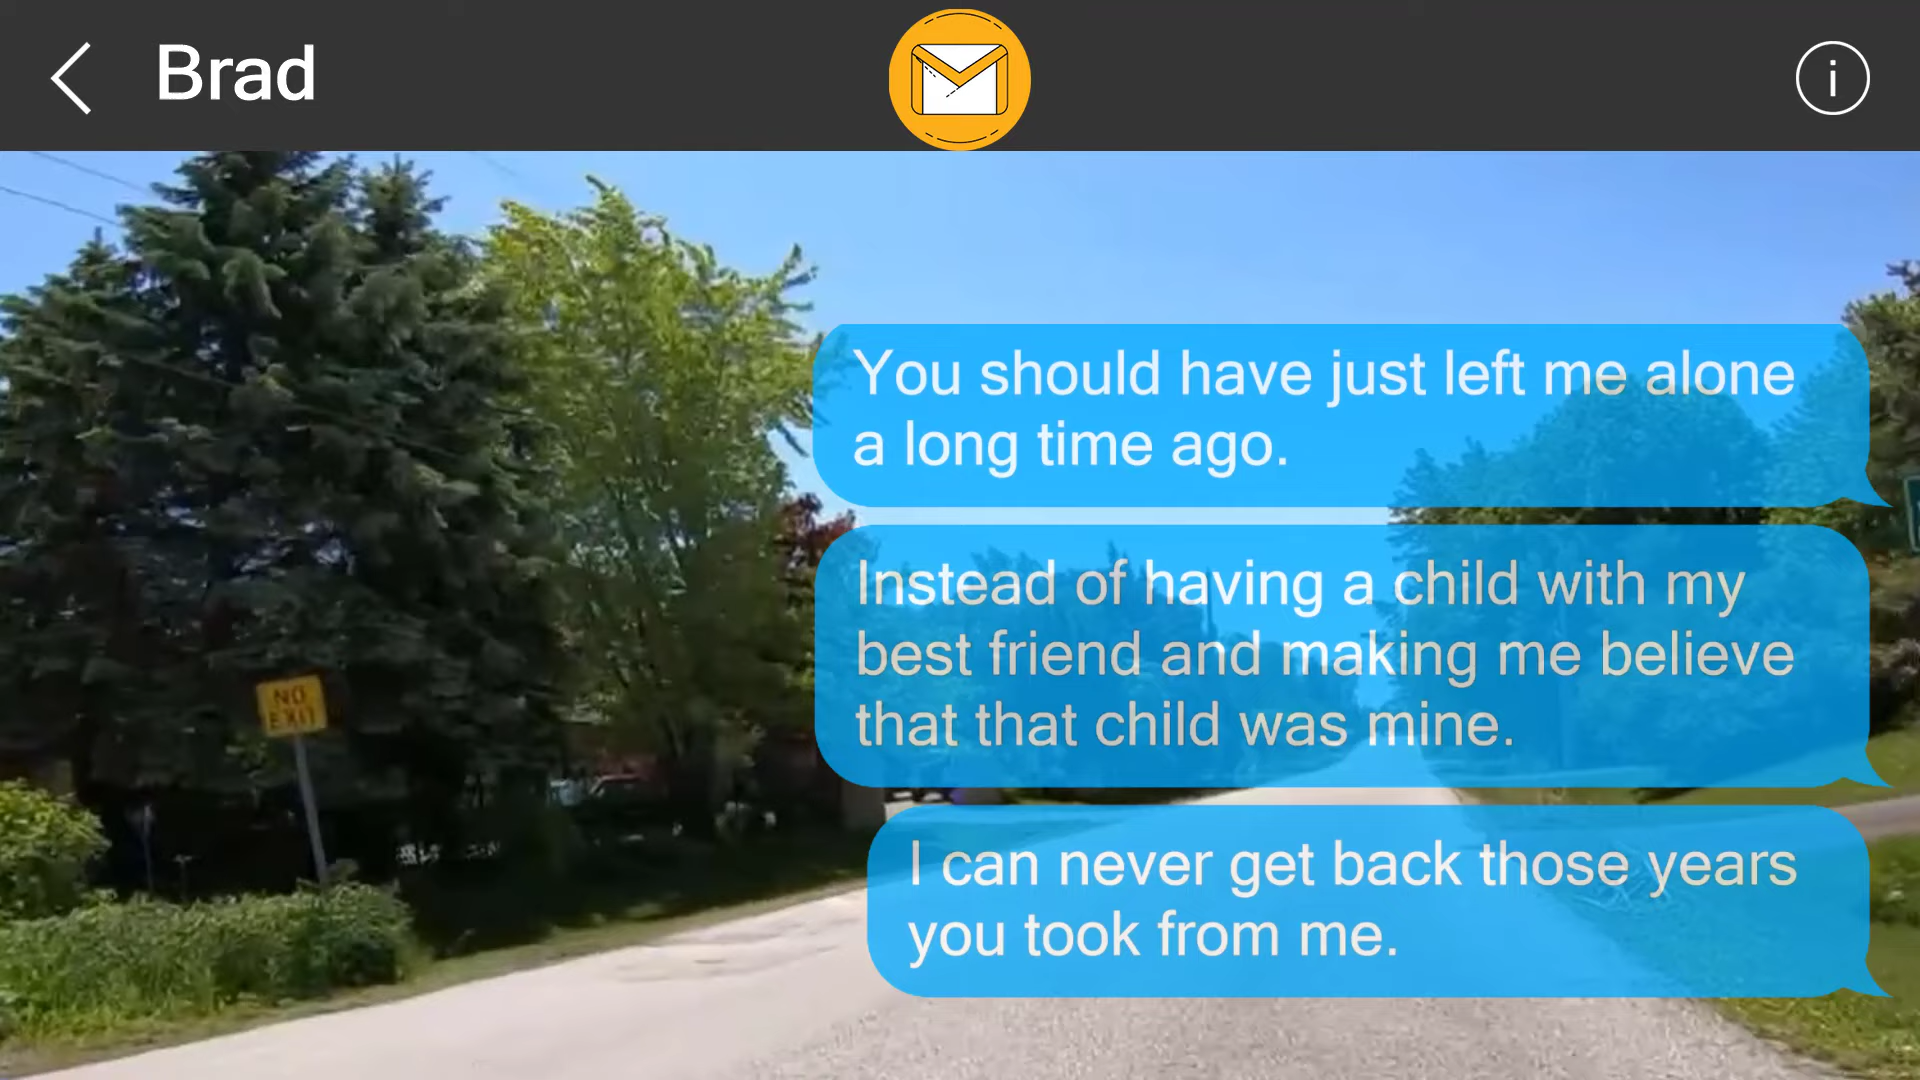 Brad
i
You should have just left me alone
a long time ago.
Instead of having a child with my
best friend and making me believe
that that child was mine.
I can never get back those years
you took from me.
NO
EXIT